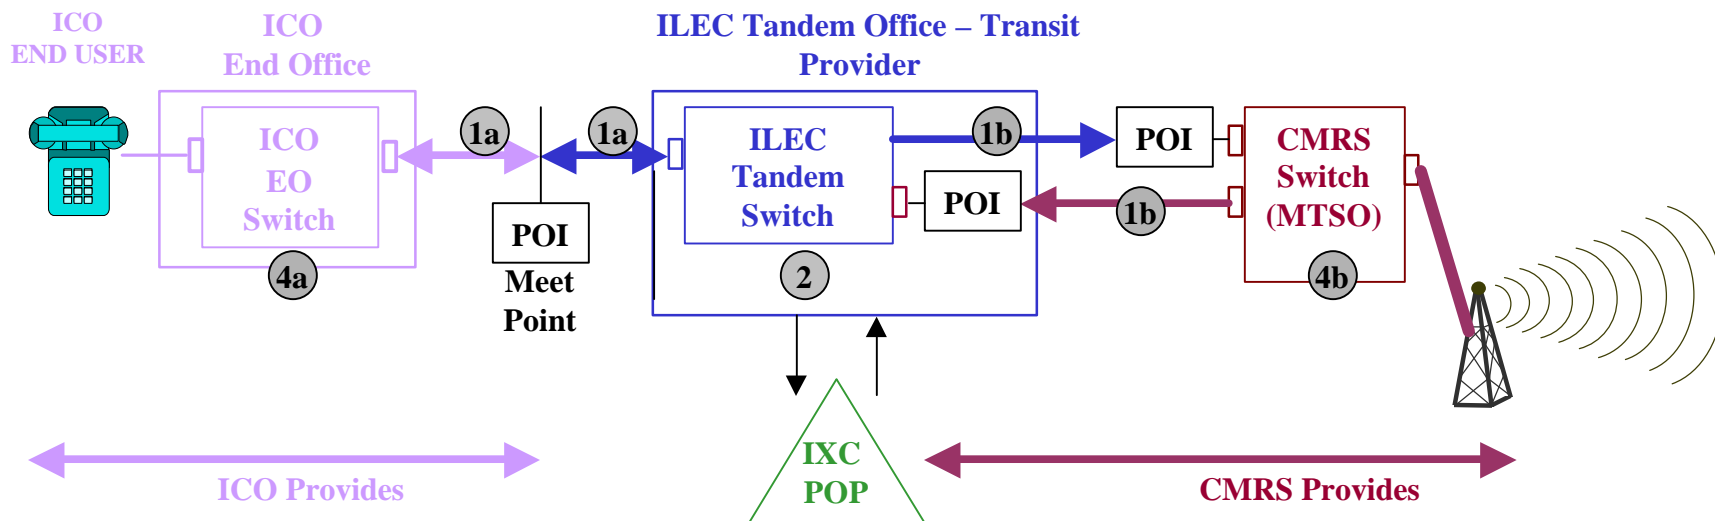 ICO
END USER
ICO
End Office
ILEC Tandem Office – Transit
Provider
ICO
EO
Switch
4a
1a
1a
POI
Meet
Point
ILEC
Tandem
Switch
2
POI
1b
1b
POI
CMRS
Switch
(MTSO)
4b
IXC
POP
ICO Provides
CMRS Provides